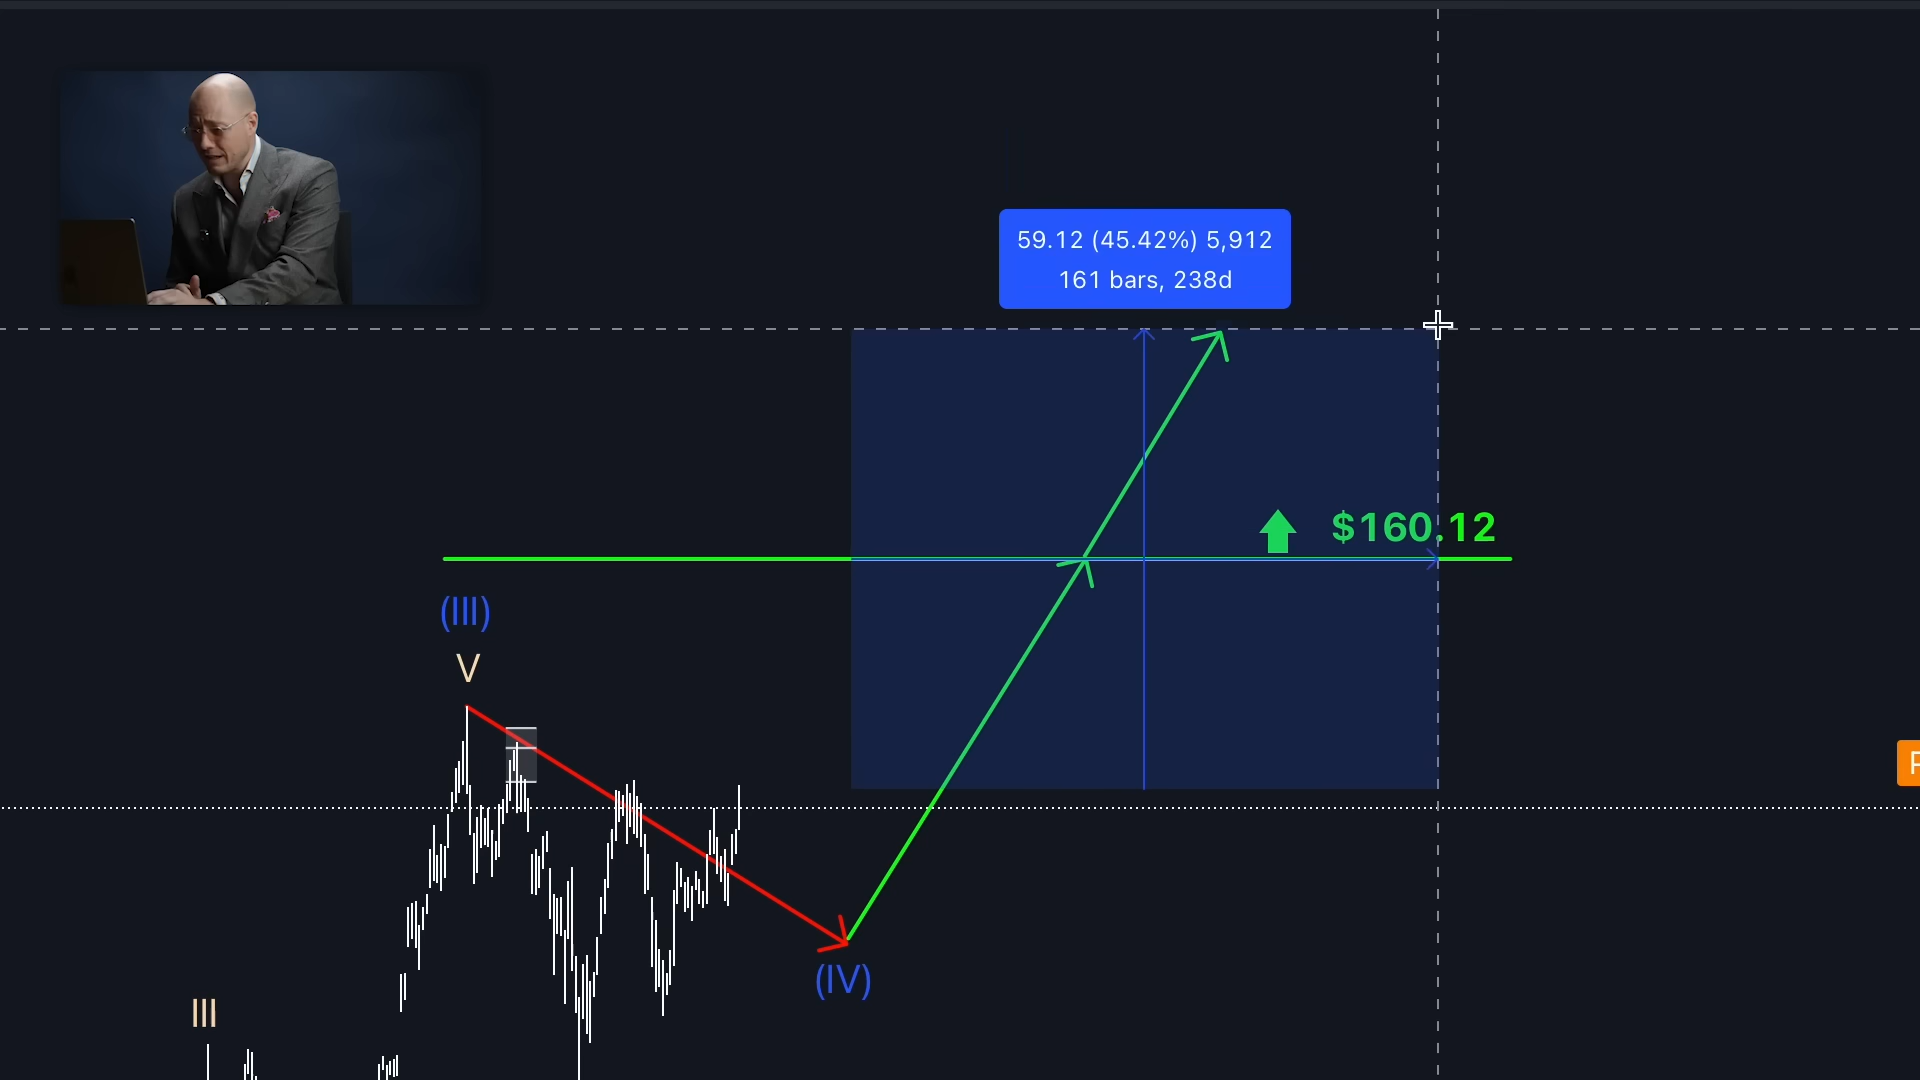 59.12 (45.42%) 5,912
161 bars, 238d
$160.12
(III)
V
(IV)
III